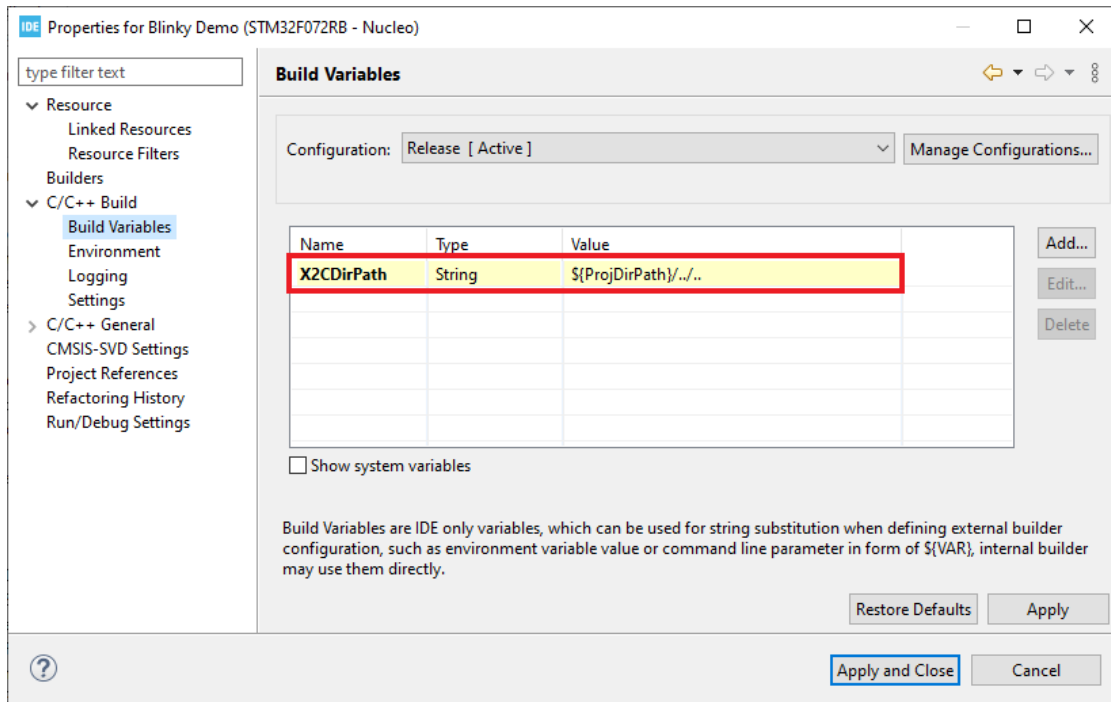 IDE Properties for Blinky Demo (STM32F072RB - Nucleo)
type filter text
Resource
Linked Resources
Resource Filters
Builders
C/C++ Build
Build Variables
Environment
Logging
Settings
C/C++ General
CMSIS-SVD Settings
Project References
Refactoring History
Run/Debug Settings
Build Variables
Configuration: Release [ Active ] Manage Configurations...
Name Type Value
X2CDirPath String ${ProjDirPath}/../..
Add...
Edit...
Delete
Show system variables
Build Variables are IDE only variables, which can be used for string substitution when defining external builder
configuration, such as environment variable value or command line parameter in form of ${VAR}, internal builder
may use them directly.
Restore Defaults Apply
? Apply and Close Cancel